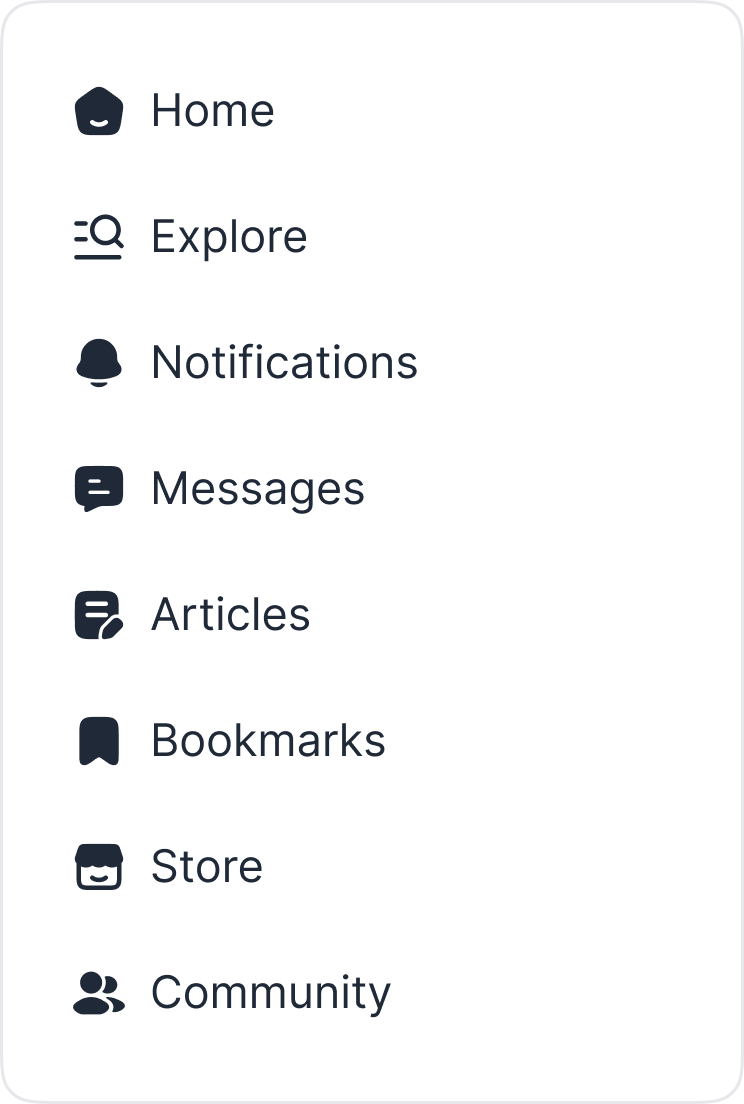 Home
Explore
Notifications
Messages
Articles
Bookmarks
Store
Community